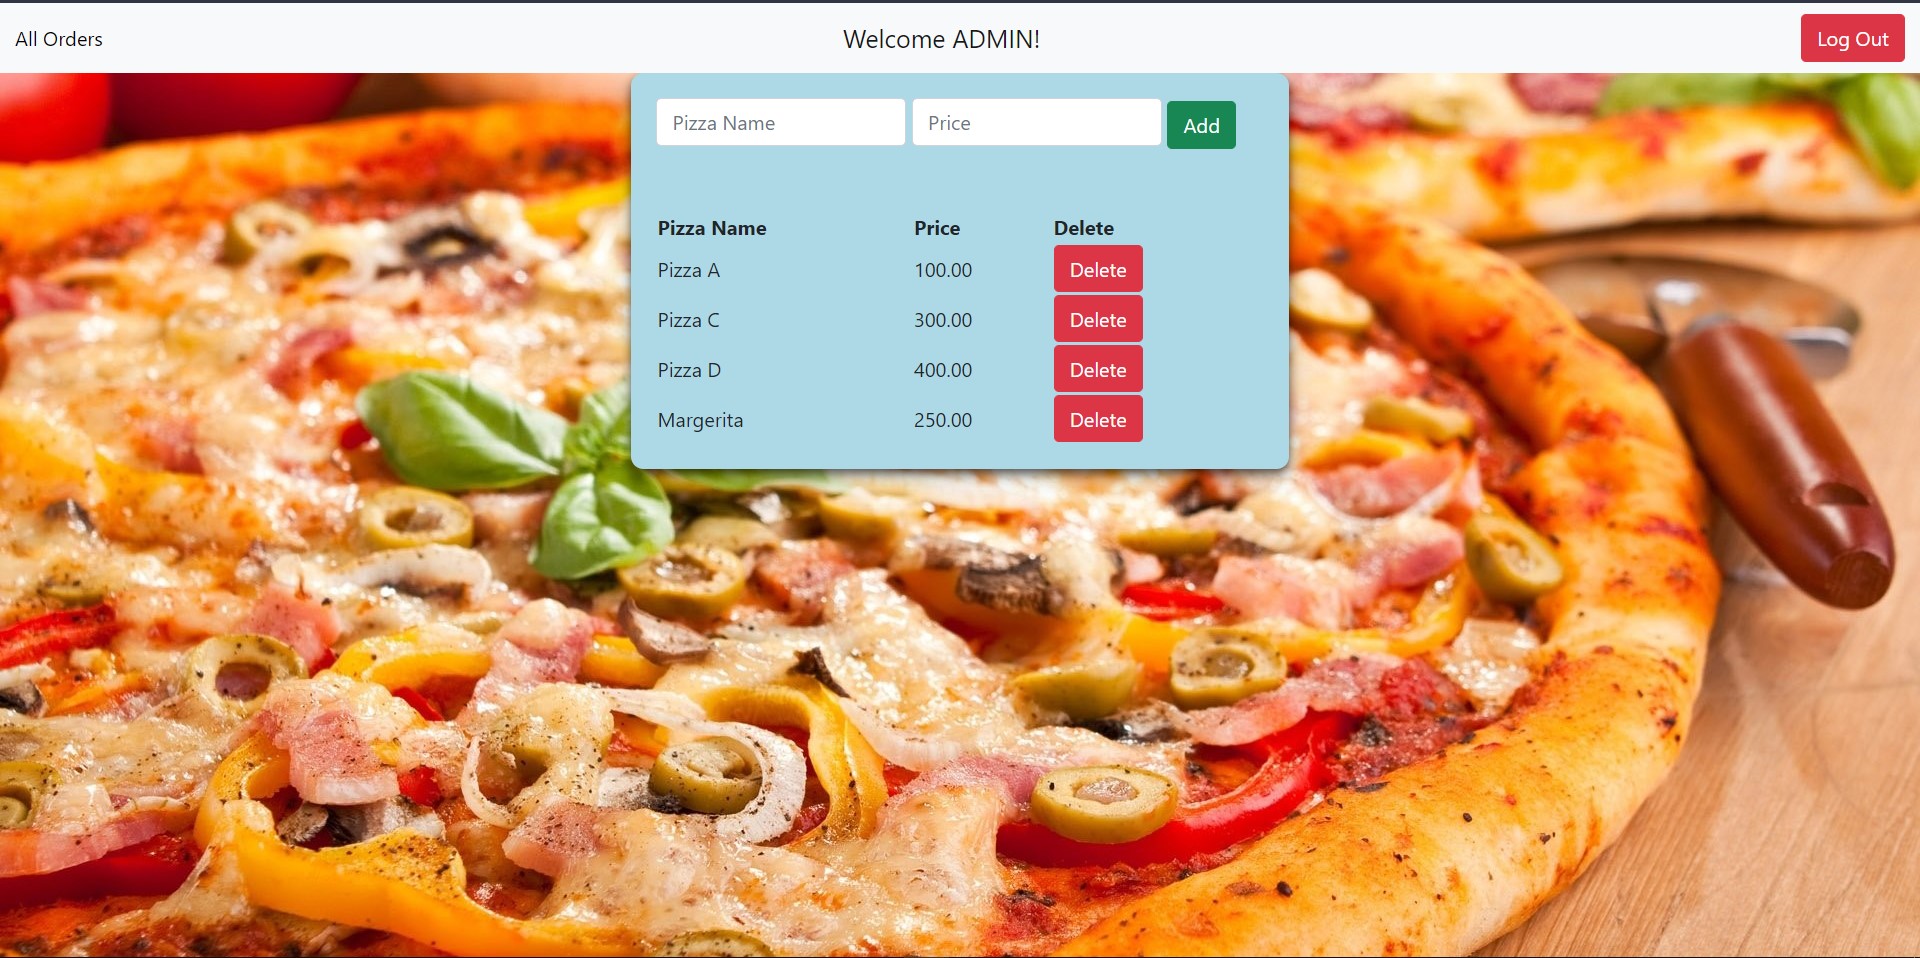 All Orders
Welcome ADMIN!
Log Out
Pizza Name
Price
Add
Pizza Name Price Delete
Pizza A 100.00 Delete
Pizza C 300.00 Delete
Pizza D 400.00 Delete
Margerita 250.00 Delete